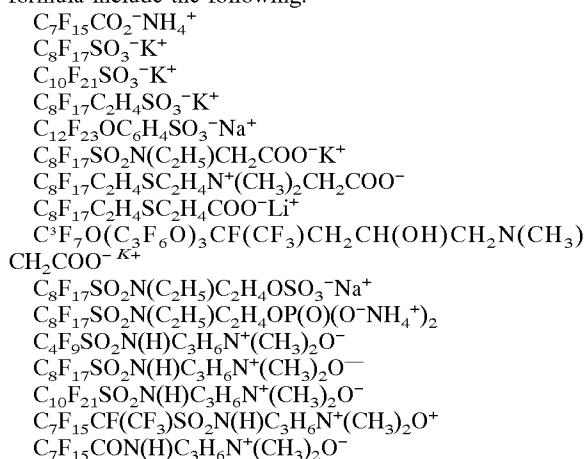 formula include the following:
C₇F₁₅CO₂⁻NH₄⁺
C₈F₁₇SO₃⁻K⁺
C₁₀F₂₁SO₃⁻K⁺
C₈F₁₇C₂H₄SO₃⁻K⁺
C₁₂F₂₃OC₆H₄SO₃⁻Na⁺
C₈F₁₇SO₂N(C₂H₅)CH₂COO⁻K⁺
C₈F₁₇C₂H₄SC₂H₄N⁺(CH₃)₂CH₂COO⁻
C₈F₁₇C₂H₄SC₂H₄COO⁻Li⁺
C³F₇O(C₃F₆O)₃CF(CF₃)CH₂CH(OH)CH₂N(CH₃)
CH₂COO⁻ ᴷ⁺
C₈F₁₇SO₂N(C₂H₅)C₂H₄OSO₃⁻Na⁺
C₈F₁₇SO₂N(C₂H₅)C₂H₄OP(O)(O⁻NH₄⁺)₂
C₄F₉SO₂N(H)C₃H₆N⁺(CH₃)₂O⁻
C₈F₁₇SO₂N(H)C₃H₆N⁺(CH₃)₂O⁻⁻
C₁₀F₂₁SO₂N(H)C₃H₆N⁺(CH₃)₂O⁻
C₇F₁₅CF(CF₃)SO₂N(H)C₃H₆N⁺(CH₃)₂O⁺
C₇F₁₅CON(H)C₃H₆N⁺(CH₃)₂O⁻